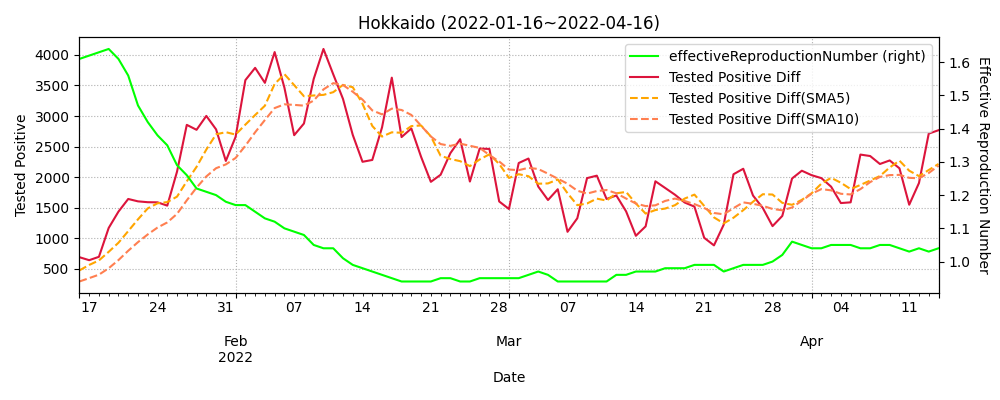 Hokkaido (2022-01-16~2022-04-16)
effectiveReproductionNumber (right)
Tested Positive Diff
Tested Positive Diff(SMA5)
Tested Positive Diff(SMA10)
Tested Positive
4000
3500
3000
2500
2000
1500
1000
500
Effective Reproduction Number
1.6
1.5
1.4
1.3
1.2
1.1
1.0
17 24 31 07 14 21 28 07 14 21 28 04 11
Feb Mar Apr
2022
Date